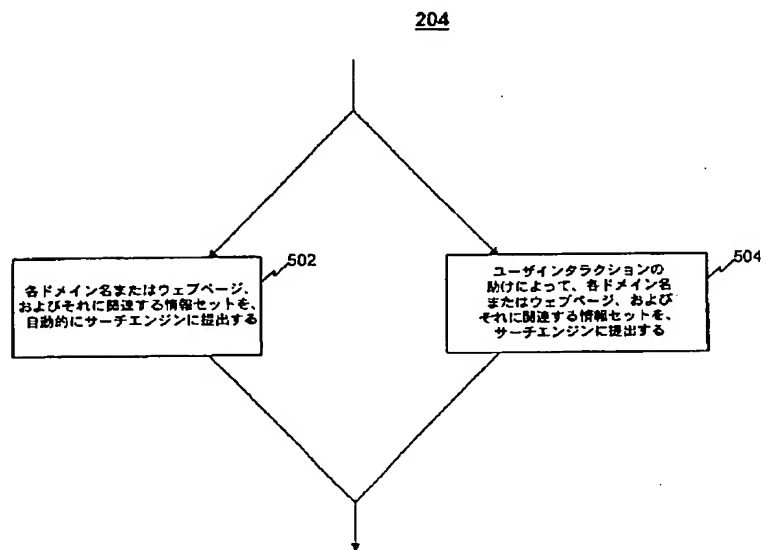 204
各ドメイン名またはウェブページ、
およびそれに関連する情報セットを、
自動的にサーチエンジンに提出する
502
ユーザインタラクションの
助けによって、各ドメイン名
またはウェブページ、および
それに関連する情報セットを、
サーチエンジンに提出する
504